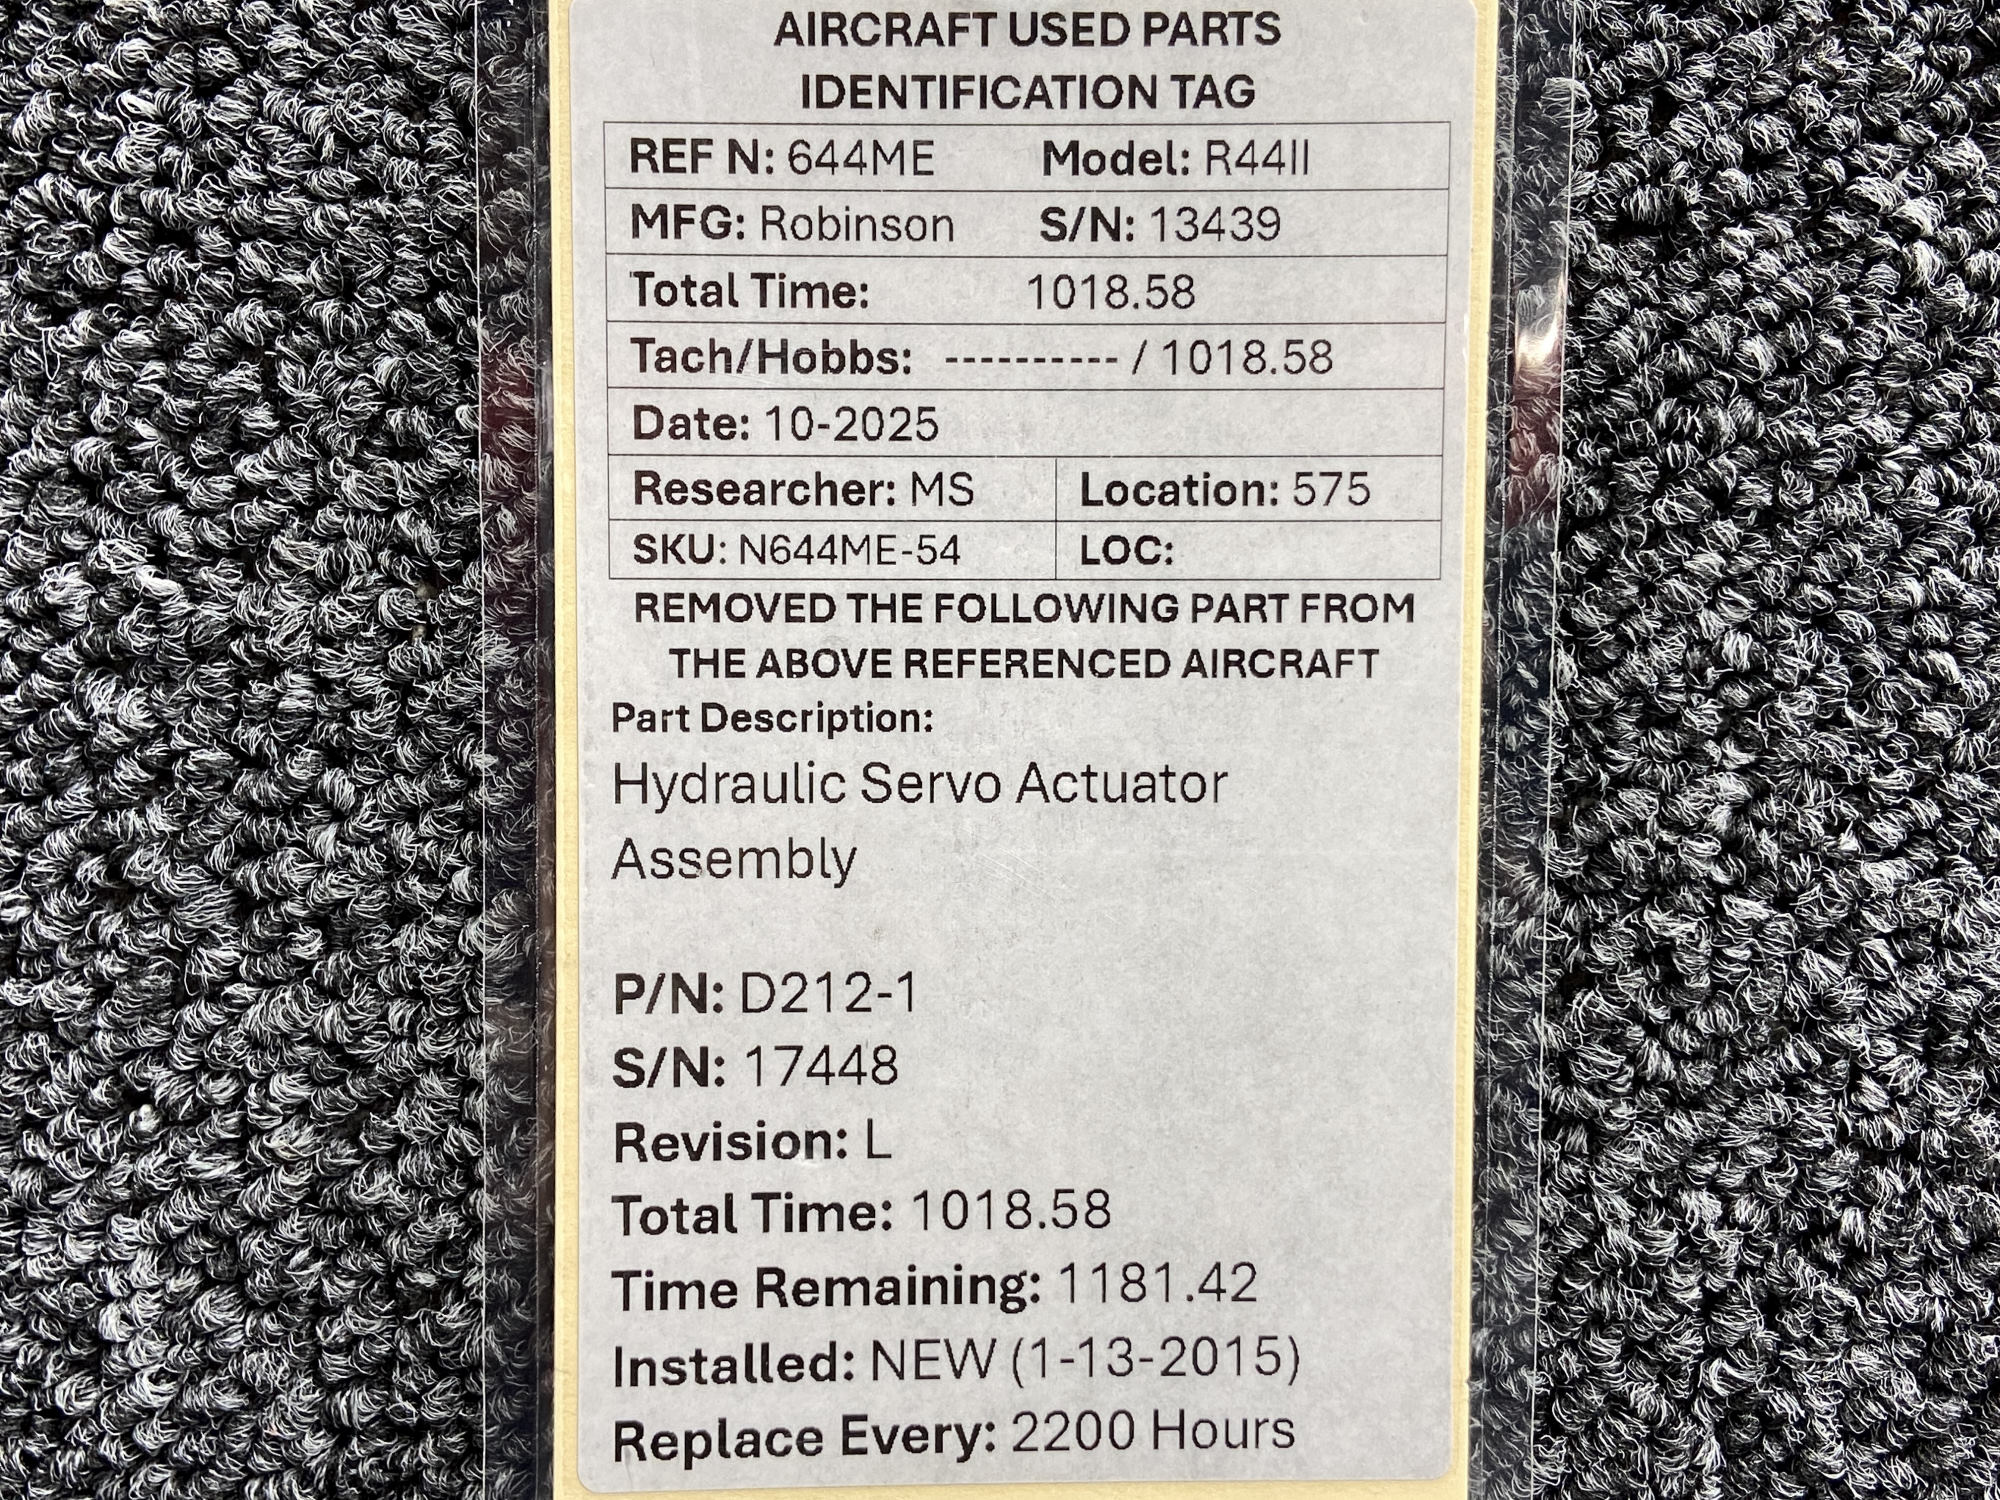 AIRCRAFT USED PARTS
IDENTIFICATION TAG
REF N: 644ME Model: R44II
MFG: Robinson S/N: 13439
Total Time: 1018.58
Tach/Hobbs: ---------- / 1018.58
Date: 10-2025
Researcher: MS Location: 575
SKU: N644ME-54 LOC:
REMOVED THE FOLLOWING PART FROM
THE ABOVE REFERENCED AIRCRAFT
Part Description:
Hydraulic Servo Actuator
Assembly
P/N: D212-1
S/N: 17448
Revision: L
Total Time: 1018.58
Time Remaining: 1181.42
Installed: NEW (1-13-2015)
Replace Every: 2200 Hours